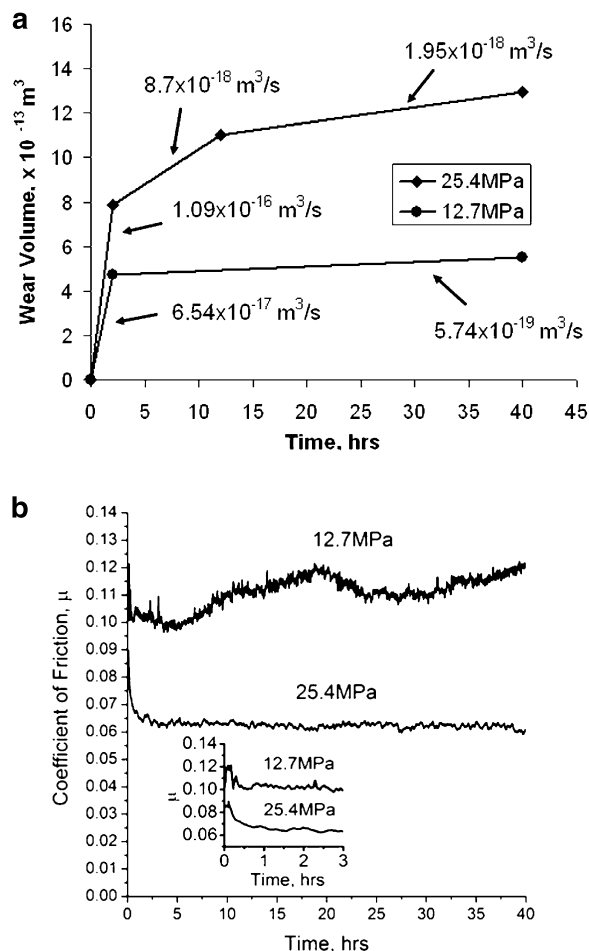 a
16
14
12
10
8
6
4
2
0
Wear Volume, x 10 -13 m3
8.7x10-18 m3/s
1.95x10-18 m3/s
1.09x10-16 m3/s
6.54x10-17 m3/s
5.74x10-19 m3/s
25.4MPa
12.7MPa
0 5 10 15 20 25 30 35 40 45
Time, hrs
b
0.14
0.13
0.12
0.11
0.10
0.09
0.08
0.07
0.06
0.05
0.04
0.03
0.02
0.01
0.00
Coefficient of Friction, μ
12.7MPa
25.4MPa
0.14
0.12
0.10
0.08
0.06
μ
12.7MPa
25.4MPa
0 1 2 3
Time, hrs
0 5 10 15 20 25 30 35 40
Time, hrs